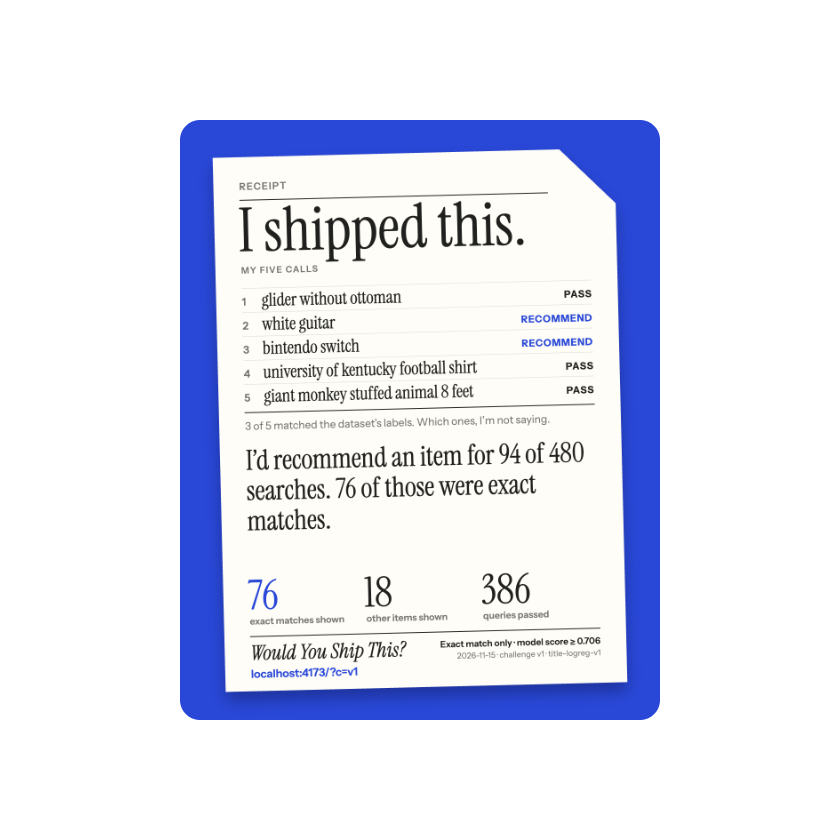 RECEIPT
I shipped this.
MY FIVE CALLS
1 glider without ottoman PASS
2 white guitar RECOMMEND
3 bintendo switch RECOMMEND
4 university of kentucky football shirt PASS
5 giant monkey stuffed animal 8 feet PASS
3 of 5 matched the dataset's labels. Which ones, I'm not saying.
I'd recommend an item for 94 of 480
searches. 76 of those were exact
matches.
76 18 386
exact matches shown other items shown queries passed
Would You Ship This? Exact match only · model score ≥ 0.706
2026-11-15 · challenge v1 · title-logreg-v1
localhost:4173/?c=v1